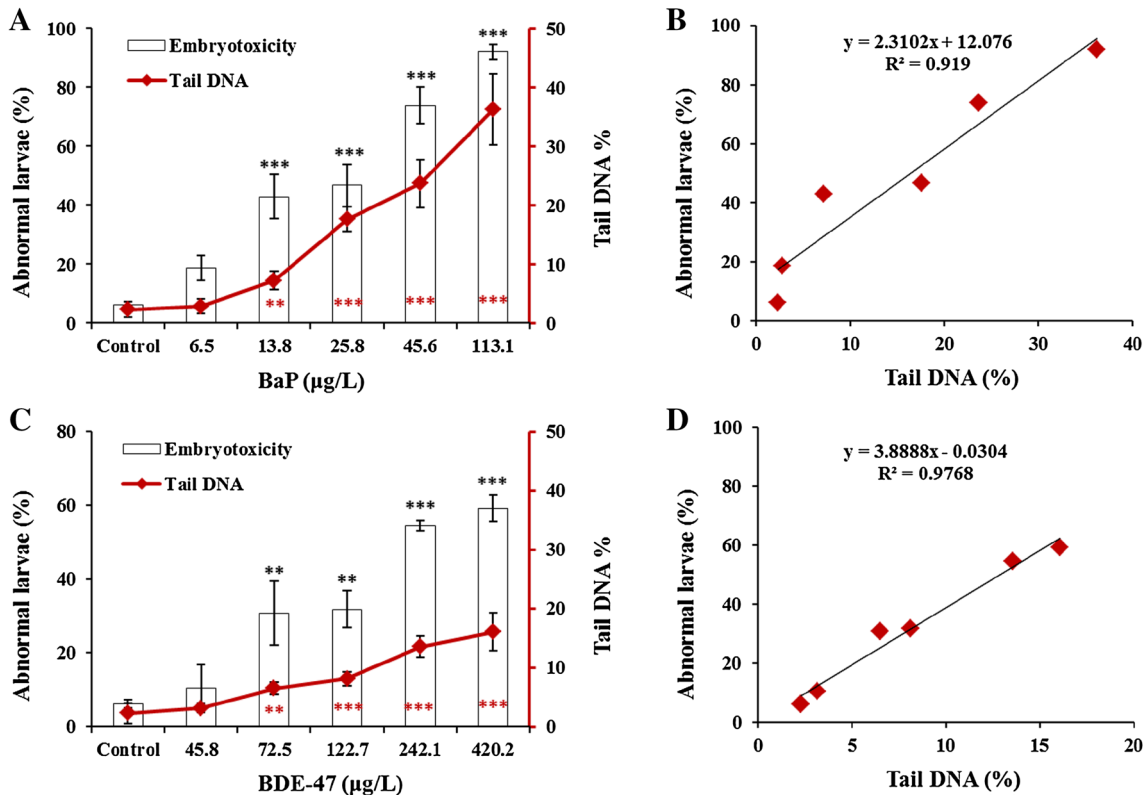 A
Embryotoxicity
Tail DNA
Abnormal larvae (%)
100
80
60
40
20
0
***
***
***
***
**
***
***
***
50
40
30
20
10
0
Tail DNA %
Control 6.5 13.8 25.8 45.6 113.1
BaP (µg/L)
B
y = 2.3102x + 12.076
R² = 0.919
Abnormal larvae (%)
100
80
60
40
20
0
0 10 20 30 40
Tail DNA (%)
C
Embryotoxicity
Tail DNA
Abnormal larvae (%)
80
60
40
20
0
**
**
***
***
**
***
***
***
50
40
30
20
10
0
Tail DNA %
Control 45.8 72.5 122.7 242.1 420.2
BDE-47 (µg/L)
D
y = 3.8888x - 0.0304
R² = 0.9768
Abnormal larvae (%)
100
80
60
40
20
0
0 5 10 15 20
Tail DNA (%)